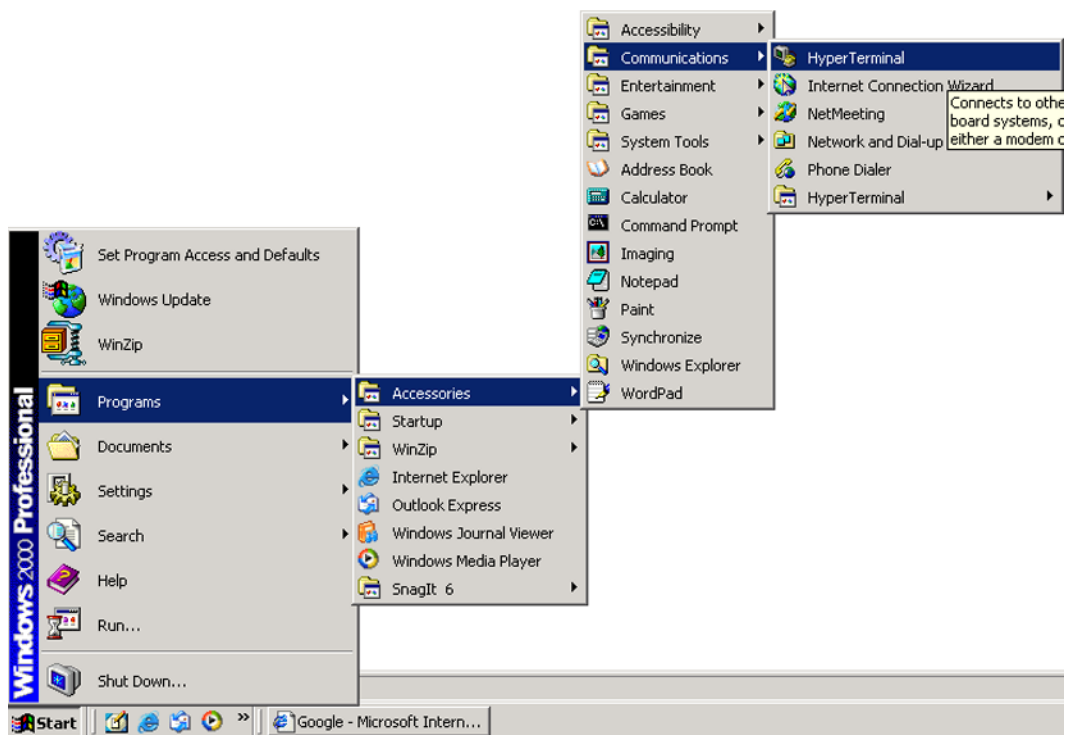 Accessibility
Communications
Entertainment
Games
System Tools
Address Book
Calculator
Command Prompt
Imaging
Notepad
Paint
Synchronize
Windows Explorer
WordPad
HyperTerminal
Internet Connection Wizard
NetMeeting
Network and Dial-up
Phone Dialer
HyperTerminal
Connects to othe
board systems, o
either a modem o
Set Program Access and Defaults
Windows Update
WinZip
Programs
Documents
Settings
Search
Help
Run...
Shut Down...
Windows 2000 Professional
Accessories
Startup
WinZip
Internet Explorer
Outlook Express
Windows Journal Viewer
Windows Media Player
SnagIt 6
Start
»
Google - Microsoft Intern...